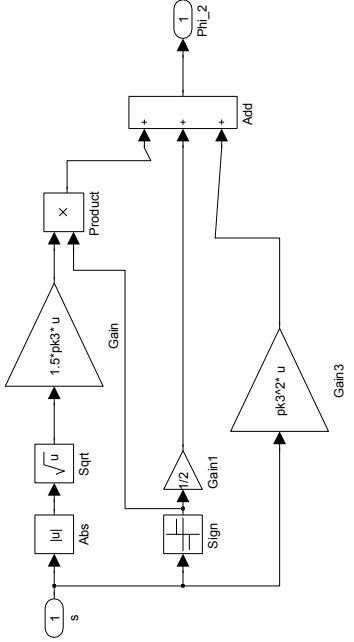 1
s
|u|
Abs
√u
Sqrt
1.5*pk3* u
Gain
×
Product
Sign
1/2
Gain1
pk3^2* u
Gain3
+
+
+
Add
1
Phi_2